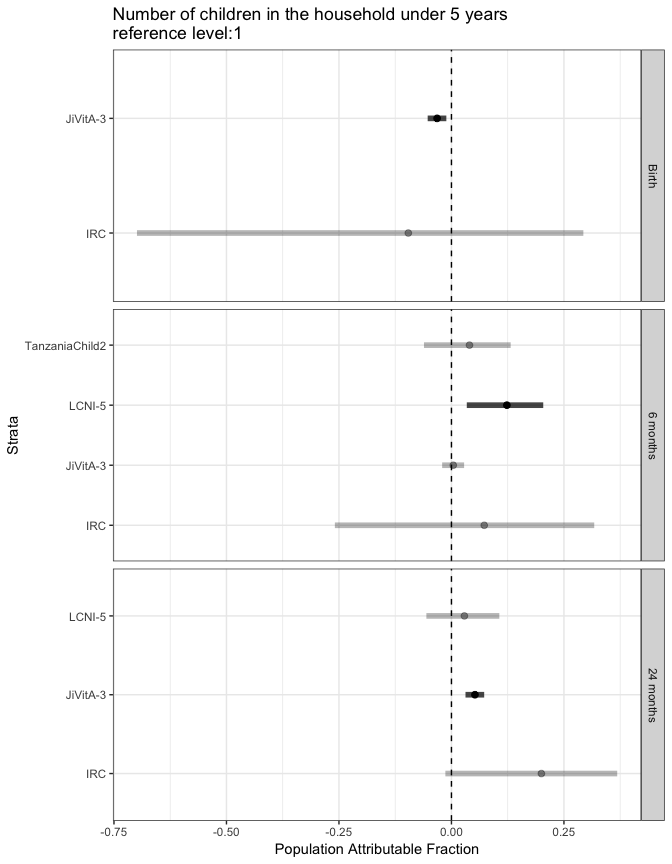 Number of children in the household under 5 years
reference level:1
JiVitA-3
IRC
Birth
TanzaniaChild2
LCNI-5
JiVitA-3
IRC
6 months
LCNI-5
JiVitA-3
IRC
24 months
Strata
-0.75
-0.50
-0.25
0.00
0.25
Population Attributable Fraction